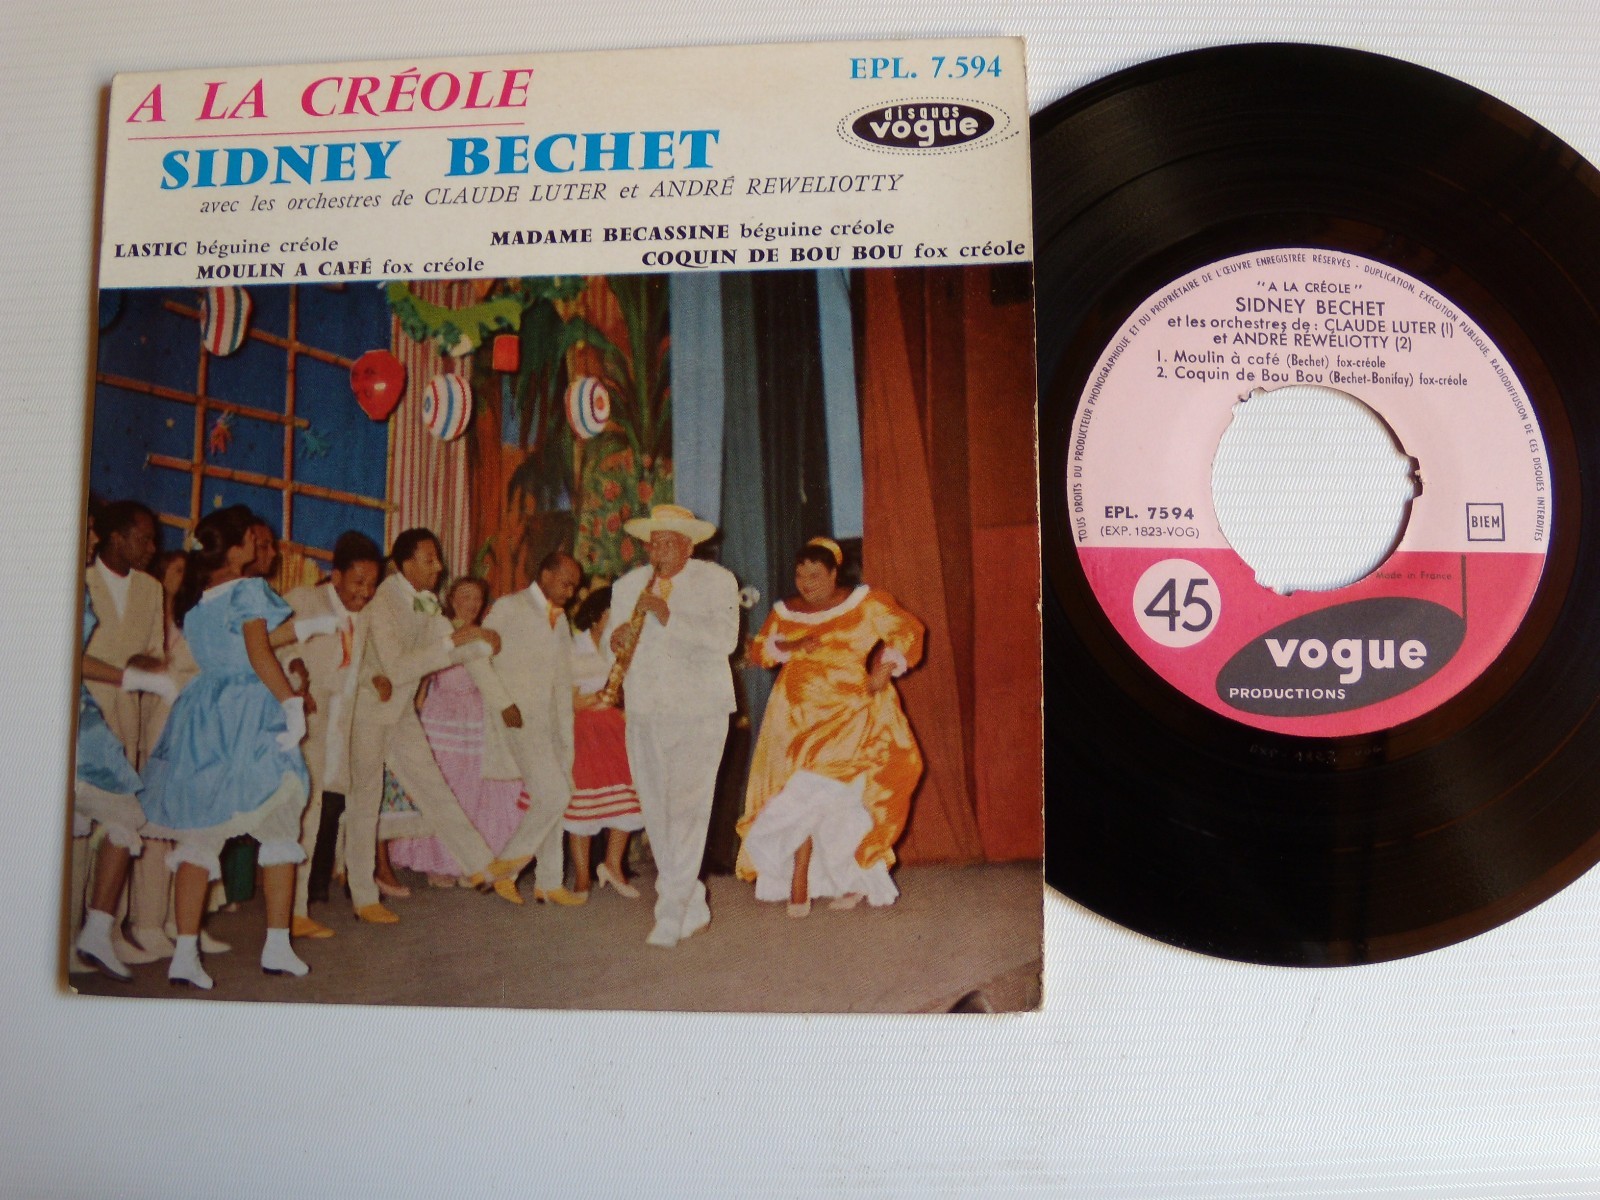 A LA CRÉOLE
EPL. 7.594
disques
vogue
SIDNEY BECHET
avec les orchestres de CLAUDE LUTER et ANDRÉ REWELIOTTY
LASTIC béguine créole
MOULIN A CAFÉ fox créole
MADAME BECASSINE béguine créole
COQUIN DE BOU BOU fox créole
TOUS DROITS DU PRODUCTEUR PHONOGRAPHIQUE ET DU PROPRIÉTAIRE DE L'ŒUVRE ENREGISTRÉE RÉSERVÉS - DUPLICATION, EXÉCUTION PUBLIQUE, RADIODIFFUSION DE CES DISQUES INTERDITES
"A LA CRÉOLE"
SIDNEY BECHET
et les orchestres de : CLAUDE LUTER (1)
et ANDRÉ REWÉLIOTTY (2)
1. Moulin à café (Bechet) fox-créole
2. Coquin de Bou Bou (Bechet-Bonifay) fox-créole
EPL. 7594
(EXP. 1823-VOG)
BIEM
Made in France
45
vogue
PRODUCTIONS